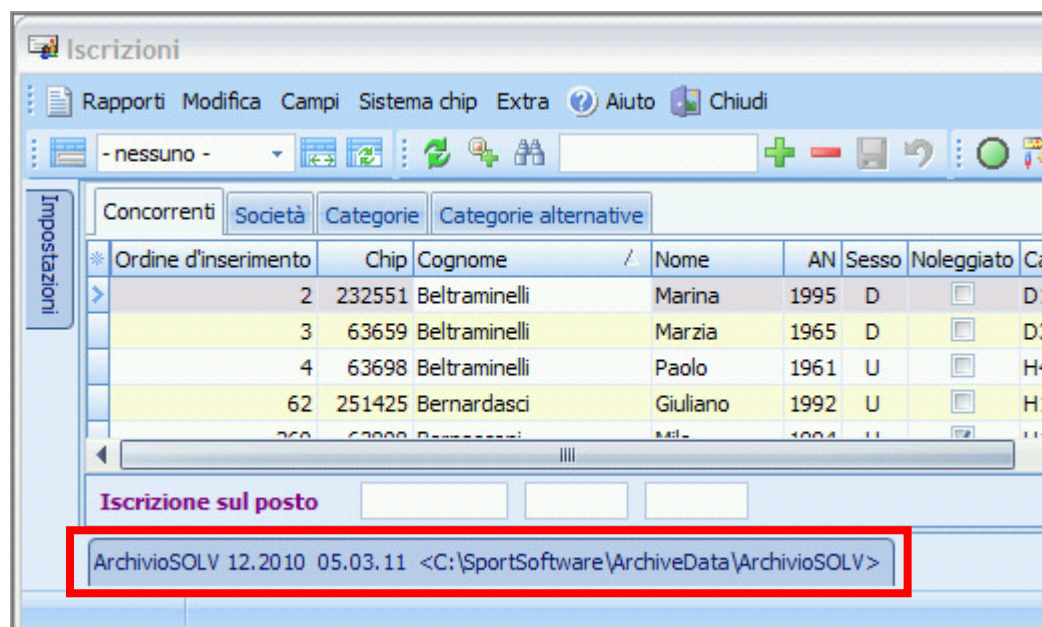 Iscrizioni
Rapporti Modifica Campi Sistema chip Extra Aiuto Chiudi
- nessuno -
Impostazioni
Concorrenti Società Categorie Categorie alternative
Ordine d'inserimento Chip Cognome Nome AN Sesso Noleggiato
2 232551 Beltraminelli Marina 1995 D
3 63659 Beltraminelli Marzia 1965 D
4 63698 Beltraminelli Paolo 1961 U
62 251425 Bernardasci Giuliano 1992 U
Iscrizione sul posto
ArchivioSOLV 12.2010 05.03.11 <C:\SportSoftware\ArchiveData\ArchivioSOLV>